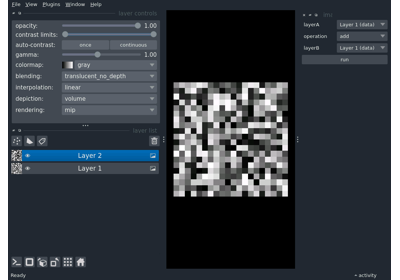 File View Plugins Window Help
layer controls
opacity: 1.00
contrast limits:
auto-contrast: once continuous
gamma: 1.00
colormap: gray
blending: translucent_no_depth
interpolation: linear
depiction: volume
rendering: mip
layer list
Layer 2
Layer 1
layerA Layer 1 (data)
operation add
layerB Layer 1 (data)
run
Ready
activity